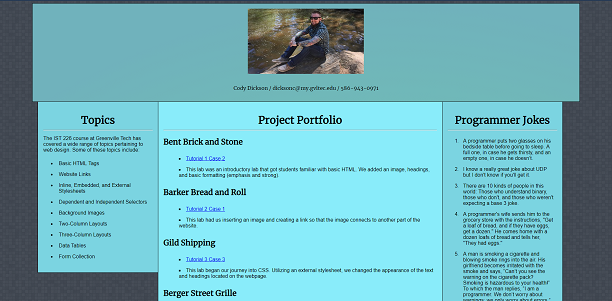 Cody Dickson / dicksonc@my.gvltec.edu / 586-943-0971
Topics
The IST 226 course at Greenville Tech has
covered a wide range of topics pertaining to
web design. Some of these topics include:
Basic HTML Tags
Website Links
Inline, Embedded, and External
Stylesheets
Dependent and Independent Selectors
Background Images
Two-Column Layouts
Three-Column Layouts
Data Tables
Form Collection
Project Portfolio
Bent Brick and Stone
Tutorial 1 Case 2
This lab was an introductory lab that got students familiar with basic HTML. We added an image, headings,
and basic formatting (emphasis and strong).
Barker Bread and Roll
Tutorial 2 Case 1
This lab had us inserting an image and creating a link so that the image connects to another part of the
website.
Gild Shipping
Tutorial 3 Case 3
This lab began our journey into CSS. Utilizing an external stylesheet, we changed the appearance of the text
and headings located on the webpage.
Berger Street Grille
Programmer Jokes
1. A programmer puts two glasses on his
bedside table before going to sleep. A
full one, in case he gets thirsty, and an
empty one, in case he doesn't.
2. I know a really great joke about UDP
but I don't know if you'll get it.
3. There are 10 kinds of people in this
world: Those who understand binary,
those who don't, and those who weren't
expecting a base 3 joke.
4. A programmer's wife sends him to the
grocery store with the instructions, "Get
a loaf of bread, and if they have eggs,
get a dozen." He comes home with a
dozen loafs of bread and tells her,
"They had eggs."
5. A man is smoking a cigarette and
blowing smoke rings into the air. His
girlfriend becomes irritated with the
smoke and says, "Can't you see the
warning on the cigarette pack?
Smoking is hazardous to your health!"
To which the man replies, "I am a
programmer. We don't worry about